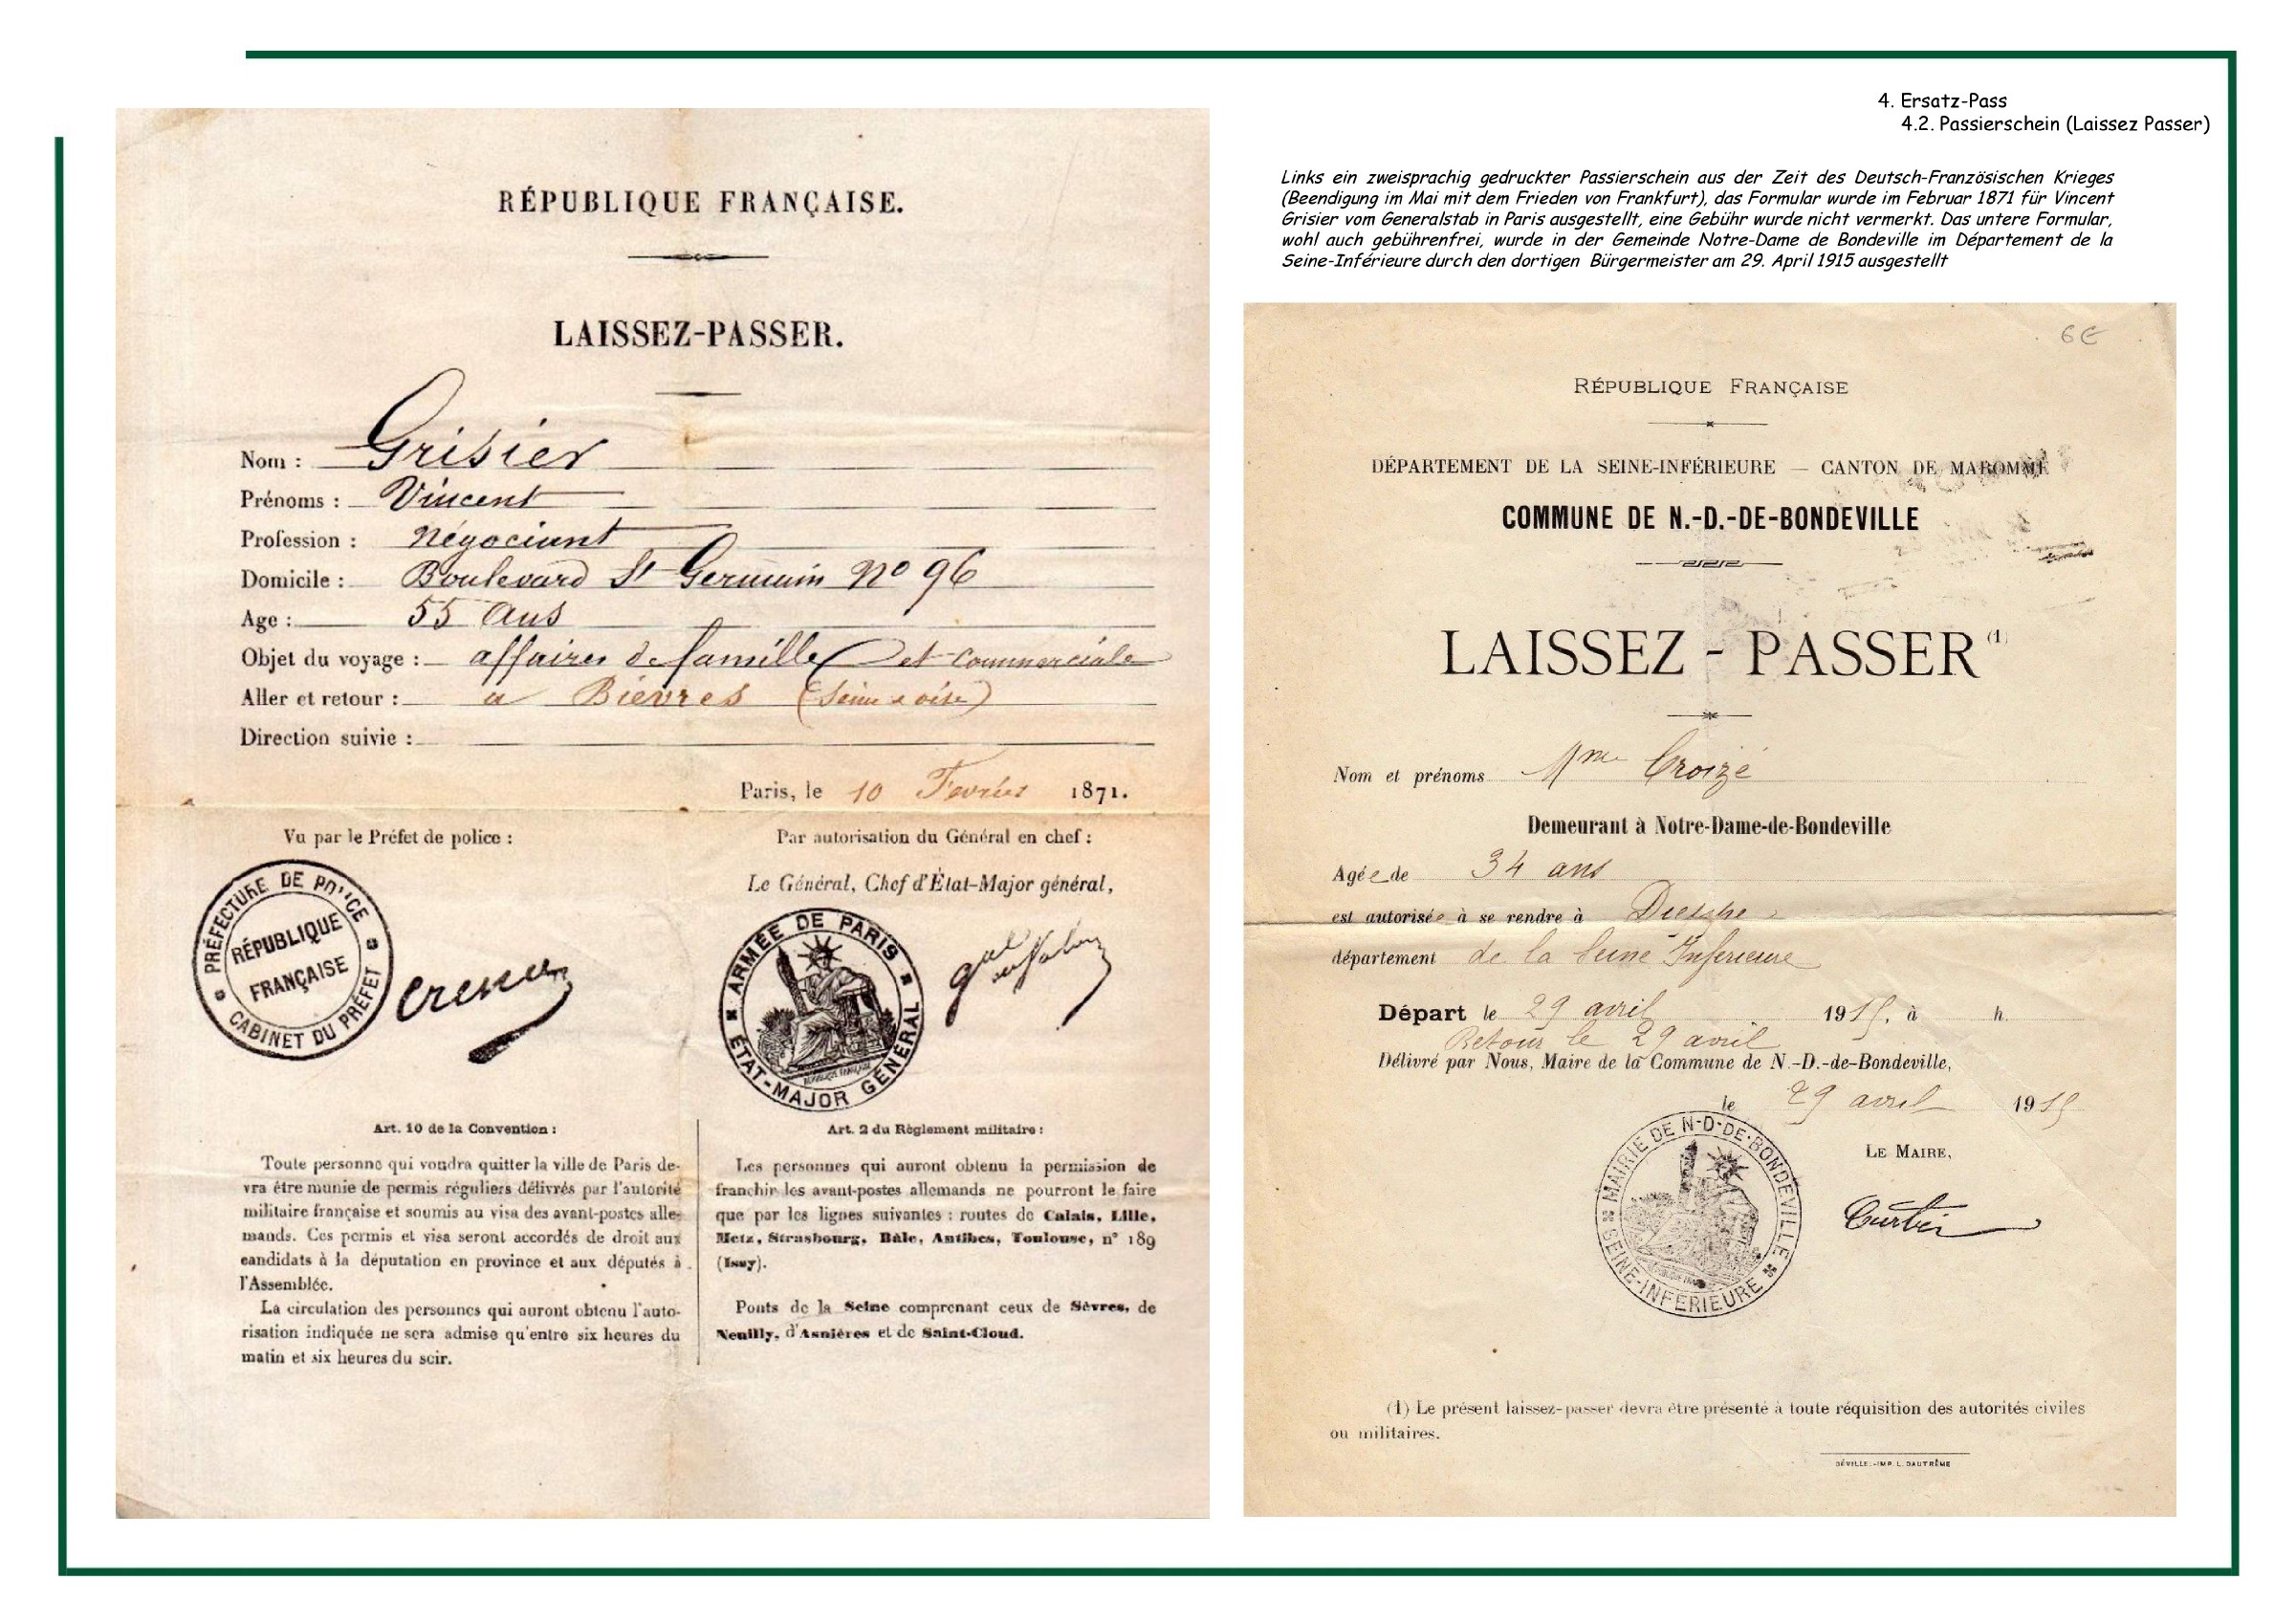 4. Ersatz-Pass
4.2. Passierschein (Laissez Passer)
Links ein zweisprachig gedruckter Passierschein aus der Zeit des Deutsch-Französischen Krieges
(Beendigung im Mai mit dem Frieden von Frankfurt), das Formular wurde im Februar 1871 für Vincent
Grisier vom Generalstab in Paris ausgestellt, eine Gebühr wurde nicht vermerkt. Das untere Formular,
wohl auch gebührenfrei, wurde in der Gemeinde Notre-Dame de Bondeville im Département de la
Seine-Inférieure durch den dortigen Bürgermeister am 29. April 1915 ausgestellt
RÉPUBLIQUE FRANÇAISE.
LAISSEZ-PASSER.
Nom : Grisier
Prénoms : Vincent
Profession : Négociant
Domicile : Boulevard St Germain No 96
Age : 55 Ans
Objet du voyage : affaires de famille et commerciale
Aller et retour : a Bièvres (Seine & oise)
Direction suivie :
Paris, le 10 Fevrier 1871.
Vu par le Préfet de police :
Par autorisation du Général en chef :
Le Général, Chef d'État-Major général,
PRÉFECTURE DE POLICE
RÉPUBLIQUE
FRANÇAISE
CABINET DU PRÉFET
ARMÉE DE PARIS
RÉPUBLIQUE FRANÇAISE
ÉTAT-MAJOR GÉNÉRAL
Art. 10 de la Convention :
Toute personne qui voudra quitter la ville de Paris de-
vra être munie de permis réguliers délivrés par l'autorité
militaire française et soumis au visa des avant-postes alle-
mands. Ces permis et visa seront accordés de droit aux
candidats à la députation en province et aux députés à
l'Assemblée.
La circulation des personnes qui auront obtenu l'auto-
risation indiquée ne sera admise qu'entre six heures du
matin et six heures du soir.
Art. 2 du Règlement militaire :
Les personnes qui auront obtenu la permission de
franchir les avant-postes allemands ne pourront le faire
que par les lignes suivantes : routes de Calais, Lille,
Metz, Strasbourg, Bâle, Antibes, Toulouse, n° 189
(Issy).
Ponts de la Seine comprenant ceux de Sèvres, de
Neuilly, d'Asnières et de Saint-Cloud.
6€
RÉPUBLIQUE FRANÇAISE
DÉPARTEMENT DE LA SEINE-INFÉRIEURE — CANTON DE MAROMME
COMMUNE DE N.-D.-DE-BONDEVILLE
LAISSEZ - PASSER (1)
Nom et prénoms Mme Croizé
Demeurant à Notre-Dame-de-Bondeville
Agée de 34 ans
est autorisée à se rendre à Dieppe
département de la Seine Inferieure
Départ le 29 avril 1915, à h.
Retour le 29 avril
Délivré par Nous, Maire de la Commune de N.-D.-de-Bondeville,
le 29 avril 1915
LE MAIRE,
MAIRIE DE N-D-DE-BONDEVILLE
SEINE-INFÉRIEURE
(1) Le présent laissez-passer devra être présenté à toute réquisition des autorités civiles
ou militaires.
DÉVILLE.-IMP. L. DAUTRÊME